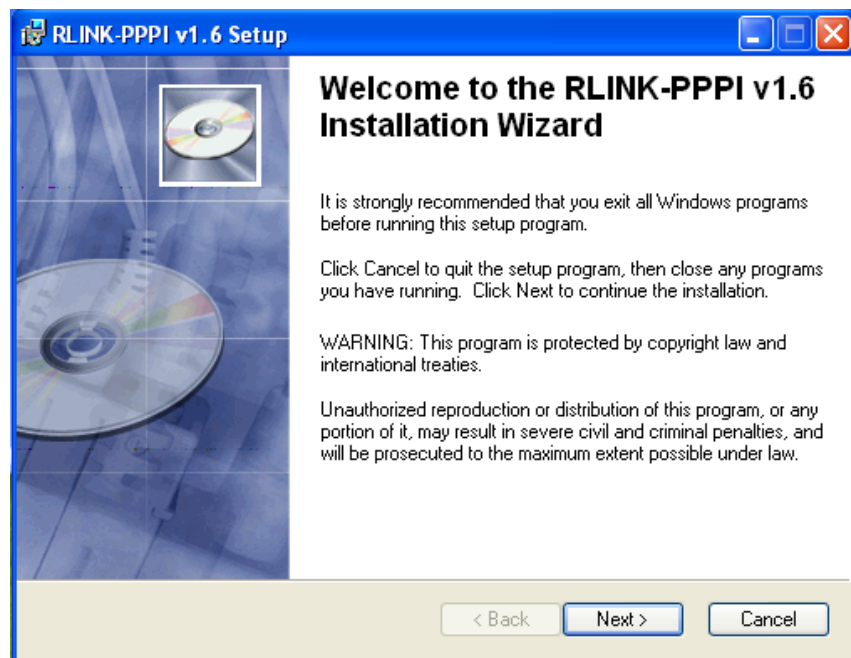 RLINK-PPPI v1.6 Setup
Welcome to the RLINK-PPPI v1.6
Installation Wizard
It is strongly recommended that you exit all Windows programs
before running this setup program.
Click Cancel to quit the setup program, then close any programs
you have running. Click Next to continue the installation.
WARNING: This program is protected by copyright law and
international treaties.
Unauthorized reproduction or distribution of this program, or any
portion of it, may result in severe civil and criminal penalties, and
will be prosecuted to the maximum extent possible under law.
< Back
Next >
Cancel